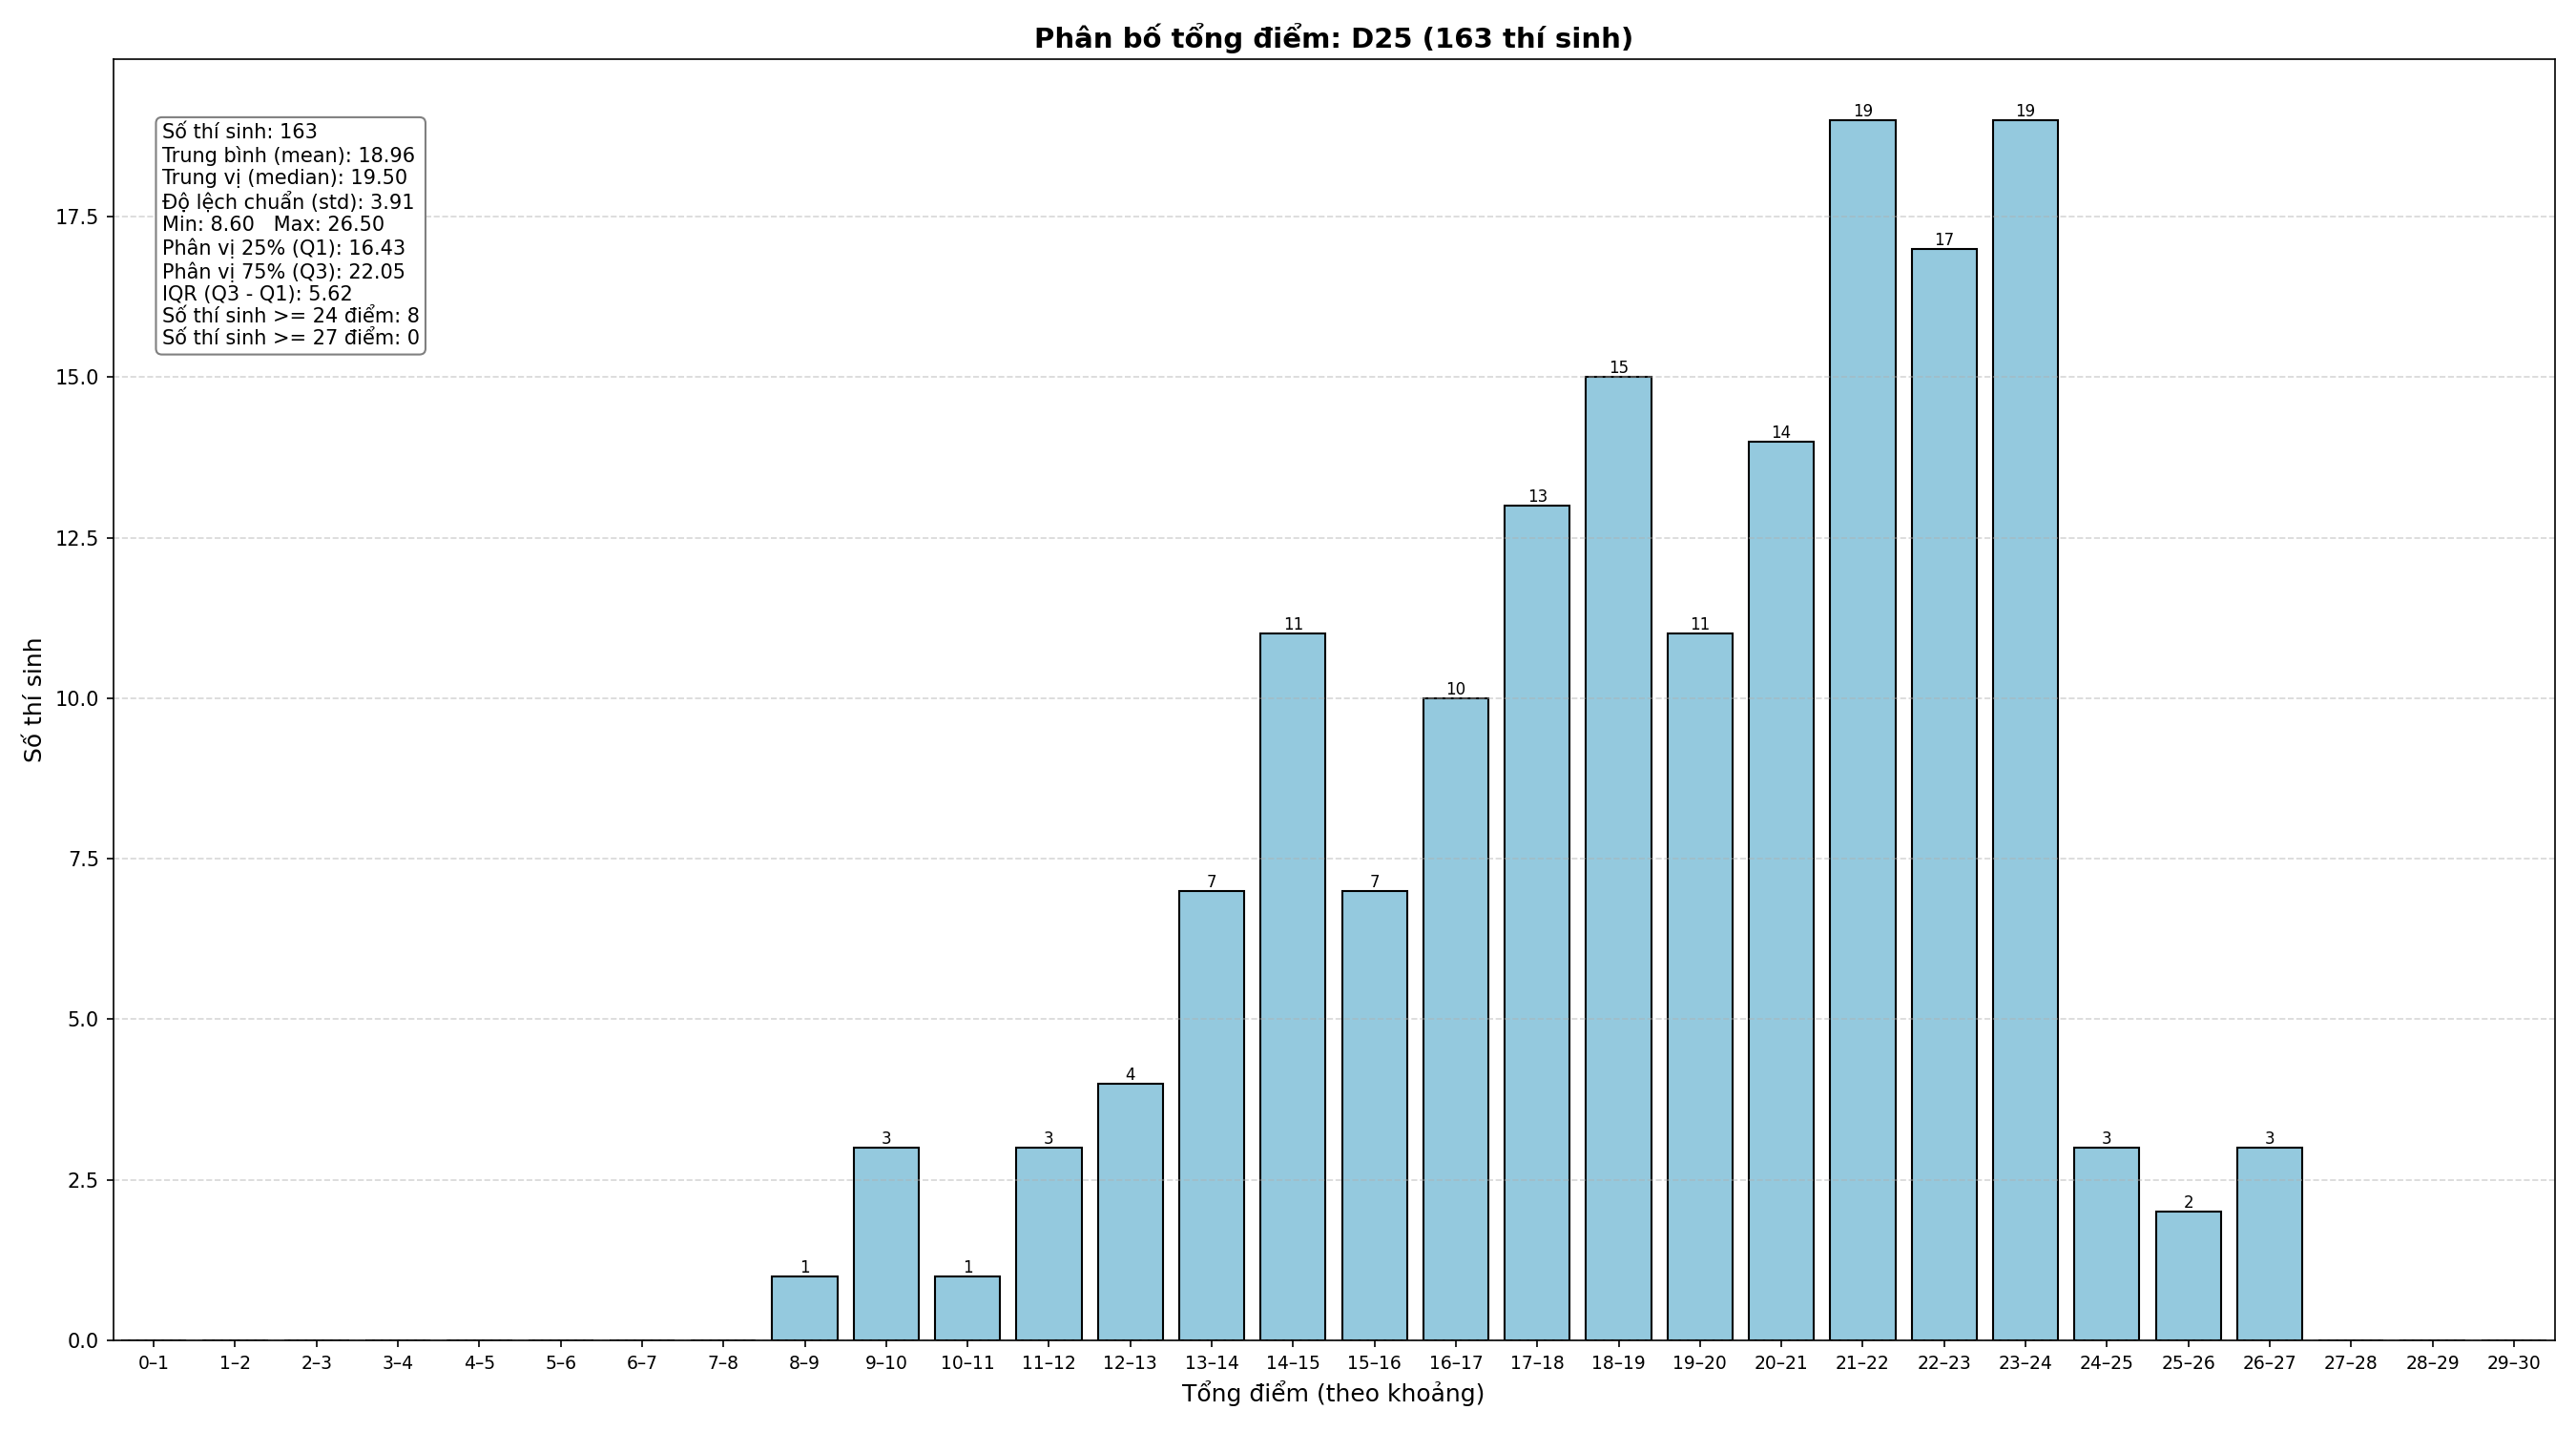 Phân bố tổng điểm: D25 (163 thí sinh)
Số thí sinh: 163
Trung bình (mean): 18.96
Trung vị (median): 19.50
Độ lệch chuẩn (std): 3.91
Min: 8.60   Max: 26.50
Phân vị 25% (Q1): 16.43
Phân vị 75% (Q3): 22.05
IQR (Q3 - Q1): 5.62
Số thí sinh >= 24 điểm: 8
Số thí sinh >= 27 điểm: 0
Số thí sinh
17.5
15.0
12.5
10.0
7.5
5.0
2.5
0.0
1 3 1 3 4 7 11 7 10 13 15 11 14 19 17 19 3 2 3
0–1 1–2 2–3 3–4 4–5 5–6 6–7 7–8 8–9 9–10 10–11 11–12 12–13 13–14 14–15 15–16 16–17 17–18 18–19 19–20 20–21 21–22 22–23 23–24 24–25 25–26 26–27 27–28 28–29 29–30
Tổng điểm (theo khoảng)